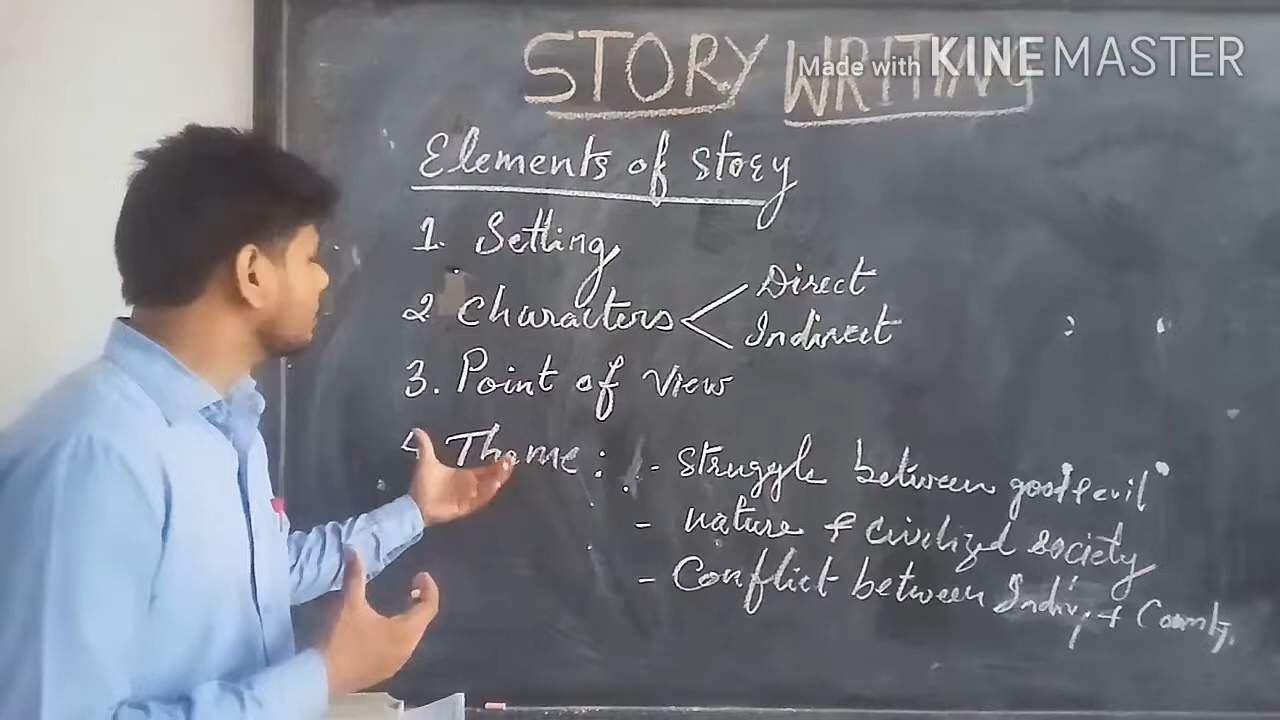 STORY WRITING
Made with KINEMASTER
Elements of story
1. Setting
2 Characters < Direct
Indirect
3. Point of View
4. Theme : - Struggle between good & evil
- nature & civilized society
- Conflict between Indiv, +